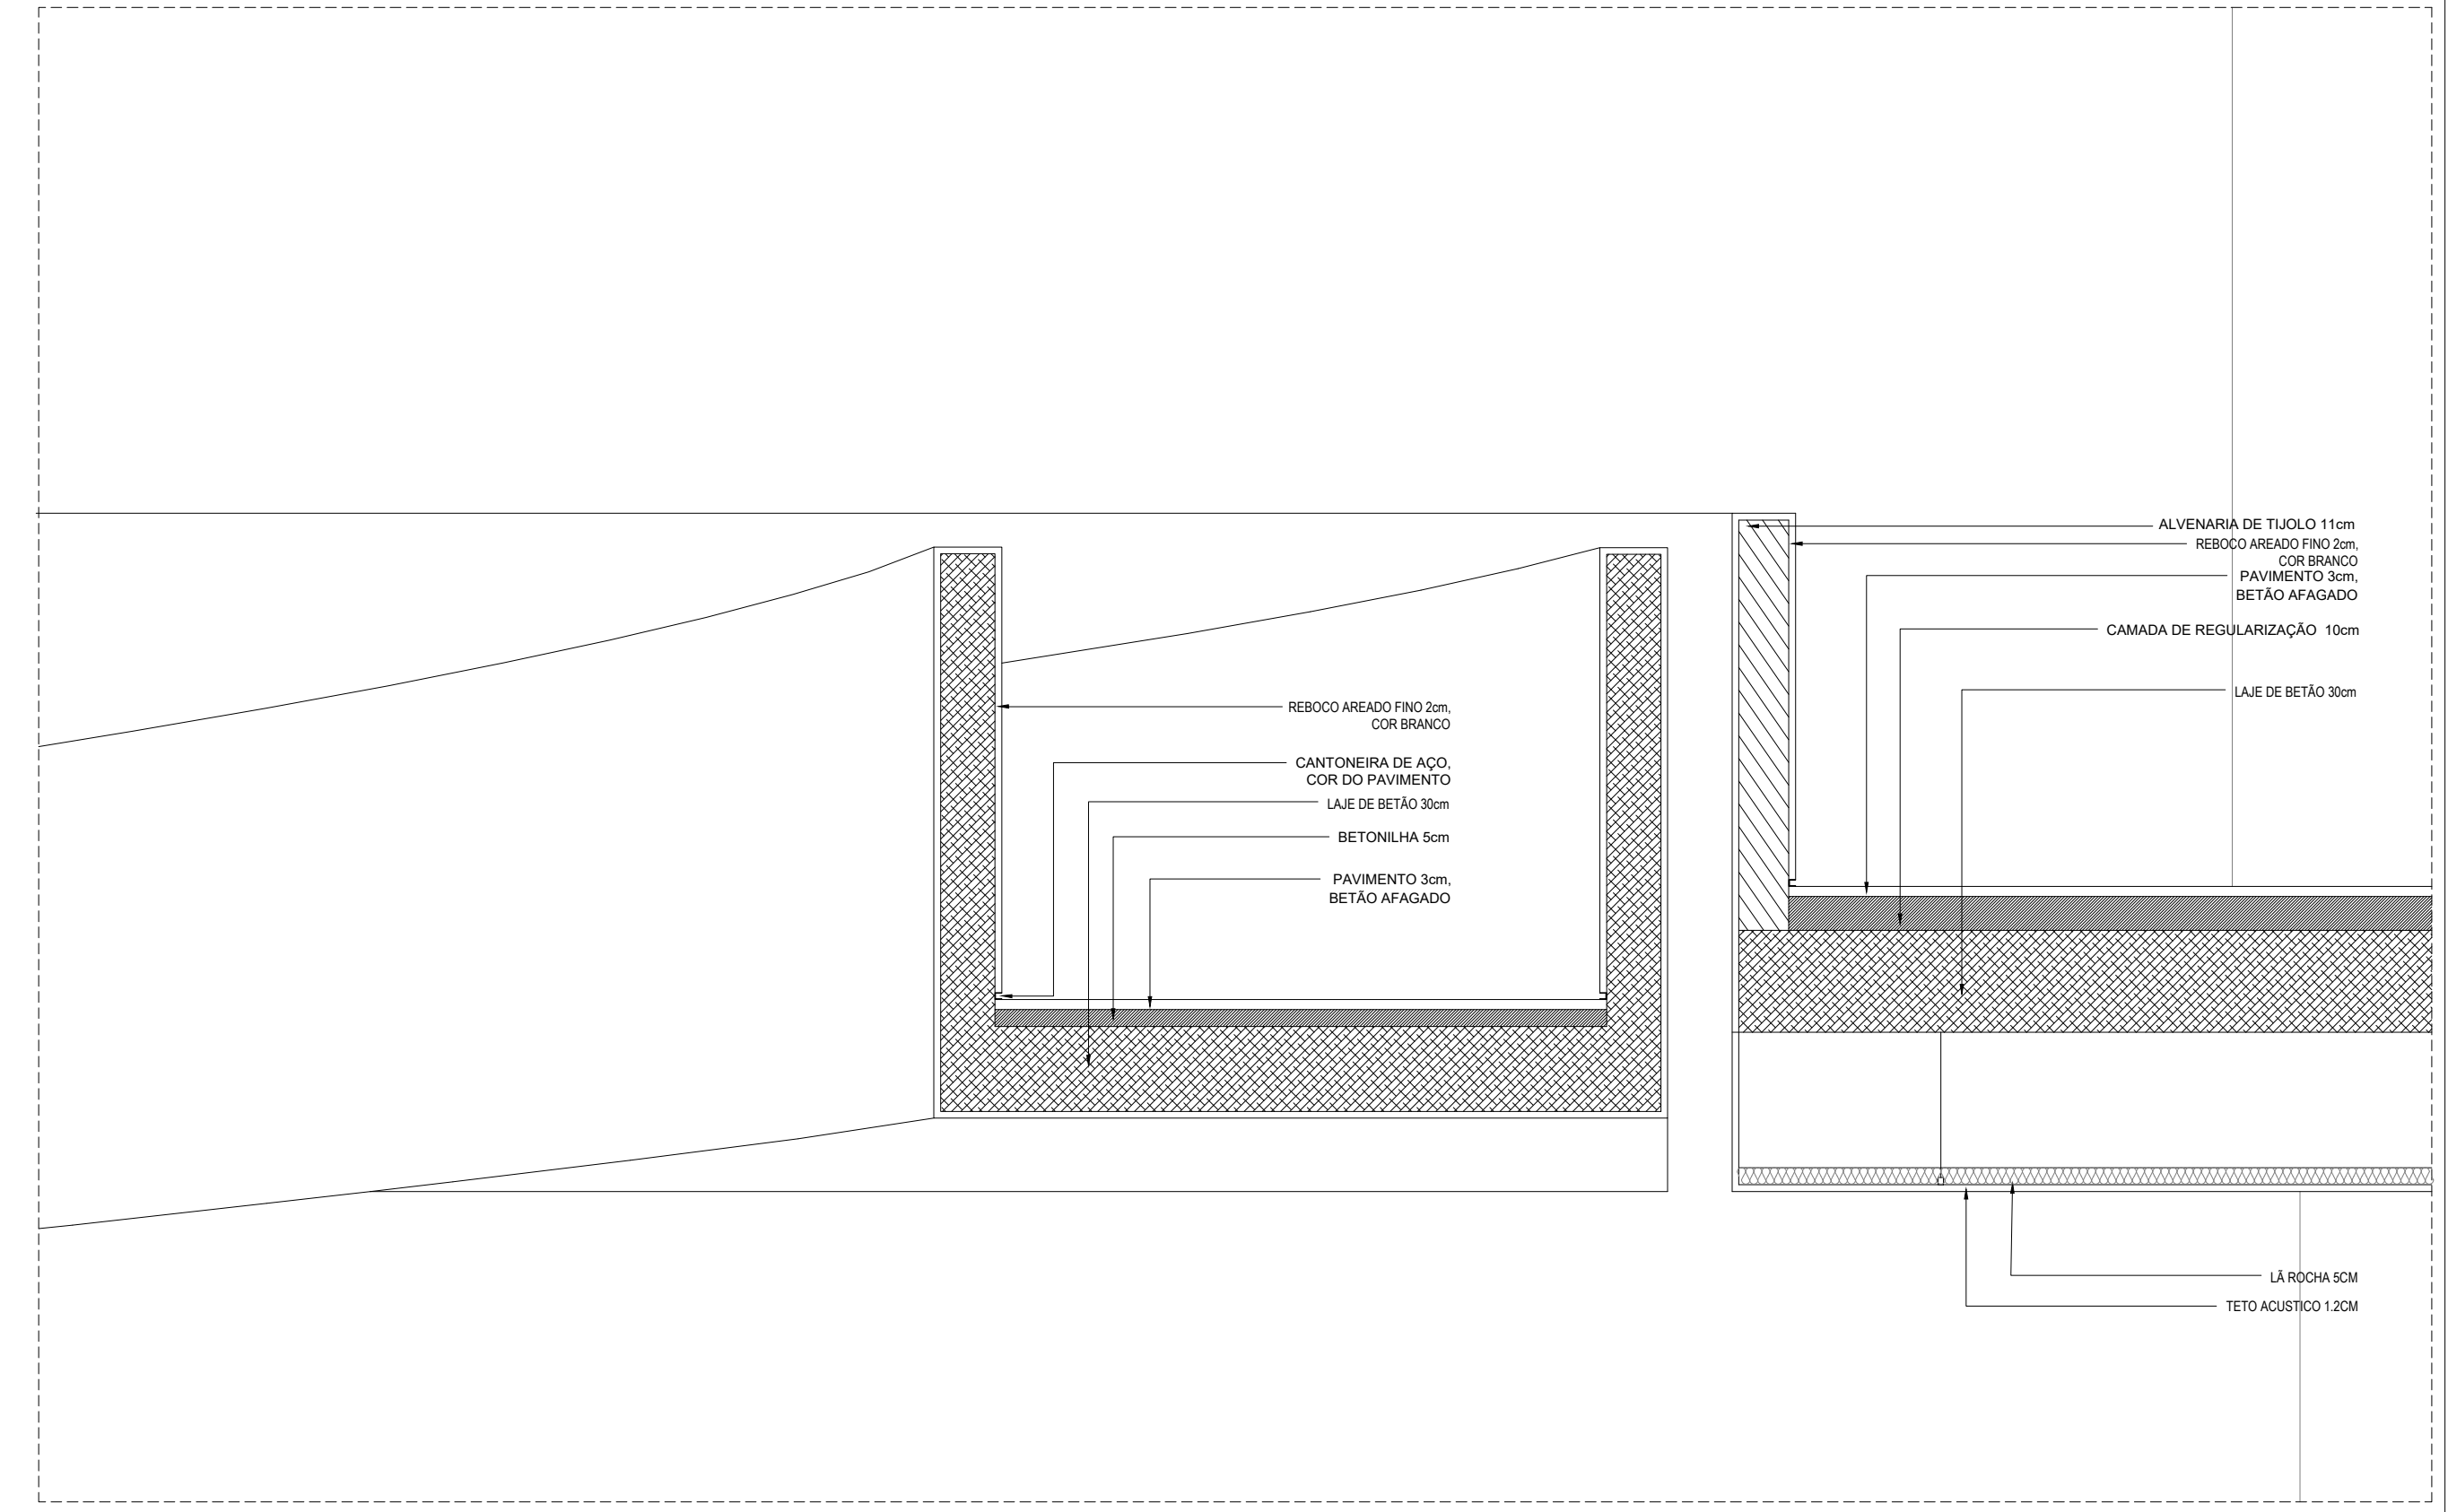 ALVENARIA DE TIJOLO 11cm
REBOCO AREADO FINO 2cm,
COR BRANCO
PAVIMENTO 3cm,
BETÃO AFAGADO
CAMADA DE REGULARIZAÇÃO  10cm
LAJE DE BETÃO 30cm
REBOCO AREADO FINO 2cm,
COR BRANCO
CANTONEIRA DE AÇO,
COR DO PAVIMENTO
LAJE DE BETÃO 30cm
BETONILHA 5cm
PAVIMENTO 3cm,
BETÃO AFAGADO
LÃ ROCHA 5CM
TETO ACUSTICO 1.2CM